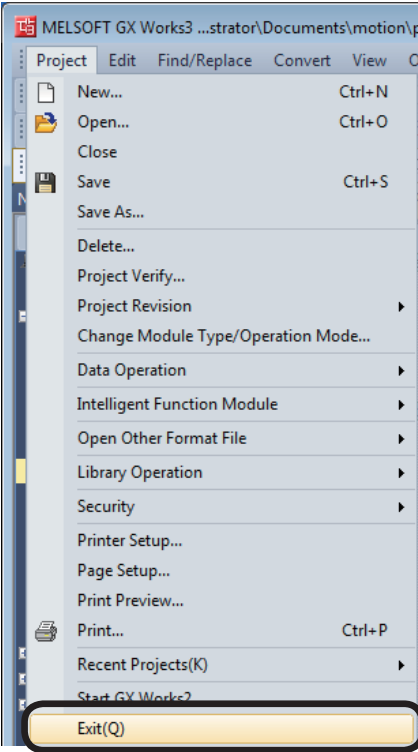 MELSOFT GX Works3 ...strator\Documents\motion\p
Project Edit Find/Replace Convert View
New... Ctrl+N
Open... Ctrl+O
Close
Save Ctrl+S
Save As...
Delete...
Project Verify...
Project Revision
Change Module Type/Operation Mode...
Data Operation
Intelligent Function Module
Open Other Format File
Library Operation
Security
Printer Setup...
Page Setup...
Print Preview...
Print... Ctrl+P
Recent Projects(K)
Start GX Works2
Exit(Q)